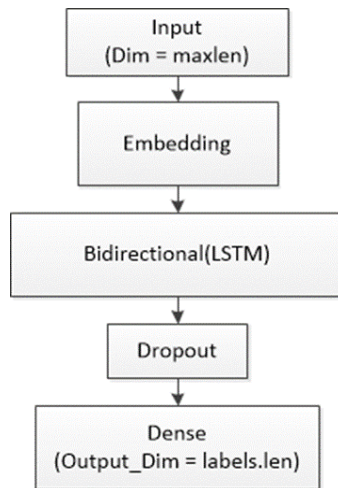 Input
(Dim = maxlen)
Embedding
Bidirectional(LSTM)
Dropout
Dense
(Output_Dim = labels.len)